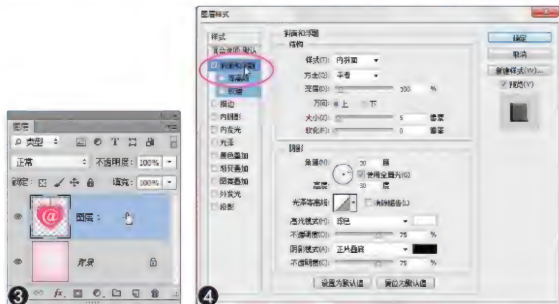 图层
类型
正常
不透明度: 100%
锁定:
填充: 100%
@
图层 1
背景
fx
3
图层样式
样式
混合选项:默认
斜面和浮雕
等高线
纹理
描边
内阴影
内发光
光泽
颜色叠加
渐变叠加
图案叠加
外发光
投影
斜面和浮雕
结构
样式(T): 内斜面
方法(Q): 平滑
深度(D): 100 %
方向: 上 下
大小(Z): 5 像素
软化(F): 0 像素
阴影
角度(N): 30 度
使用全局光(G)
高度: 30 度
光泽等高线: 消除锯齿(L)
高光模式(H): 滤色
不透明度(O): 75 %
阴影模式(A): 正片叠底
不透明度(C): 75 %
设置为默认值 复位为默认值
确定
取消
新建样式(W)...
预览(V)
4